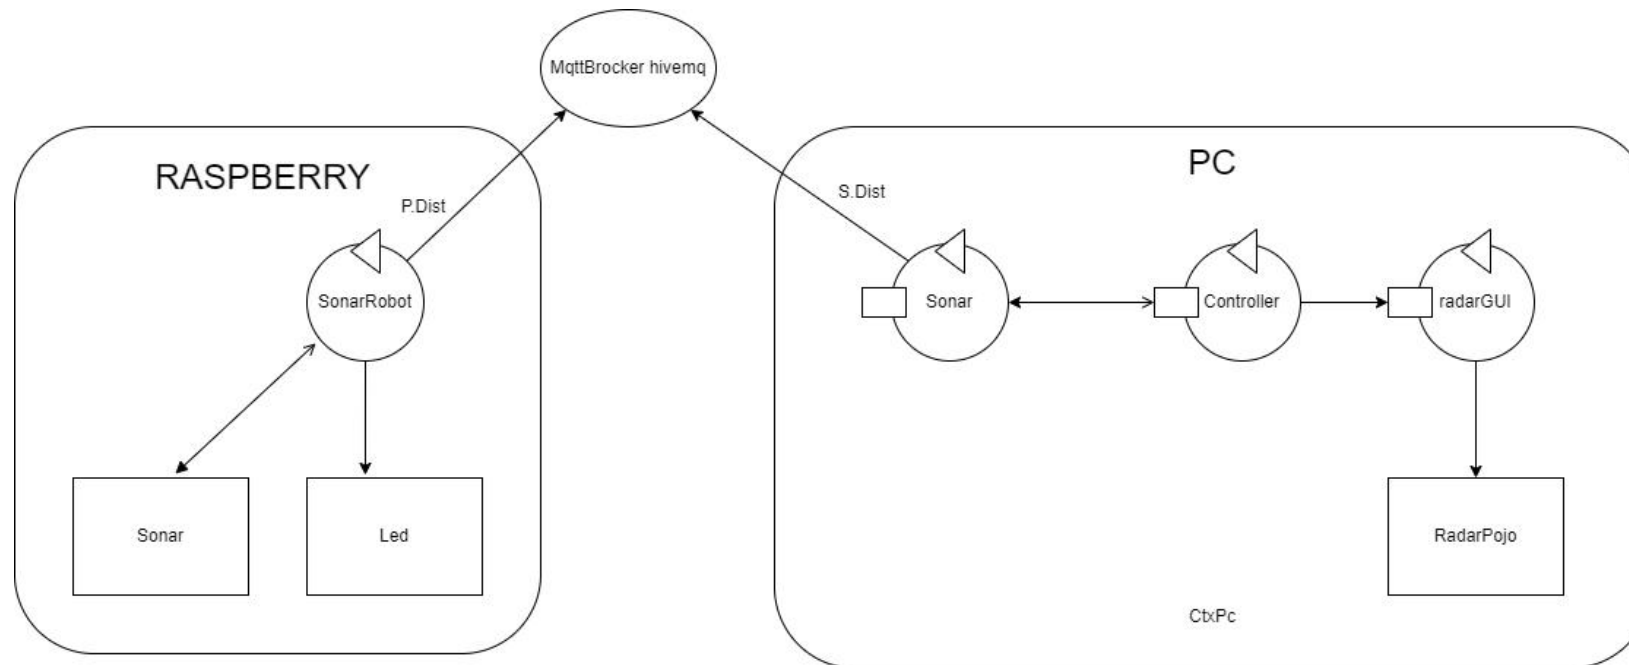 MqttBrocker hivemq
RASPBERRY
PC
P.Dist
S.Dist
SonarRobot
Sonar
Controller
radarGUI
Sonar
Led
RadarPojo
CtxPc